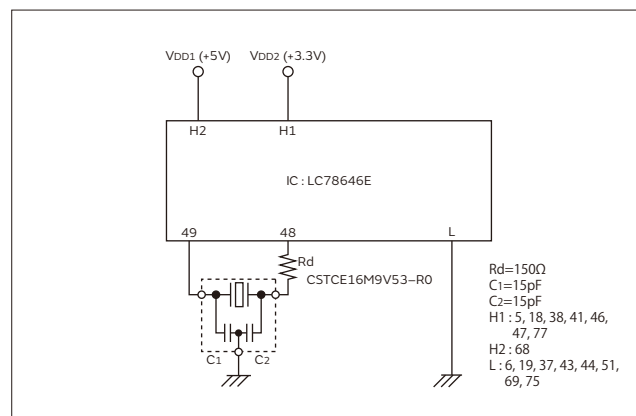 VDD1 (+5V)
VDD2 (+3.3V)
H2
H1
IC : LC78646E
49
48
L
Rd
CSTCE16M9V53–R0
C1
C2
Rd=150Ω
C1=15pF
C2=15pF
H1 : 5, 18, 38, 41, 46,
47, 77
H2 : 68
L : 6, 19, 37, 43, 44, 51,
69, 75